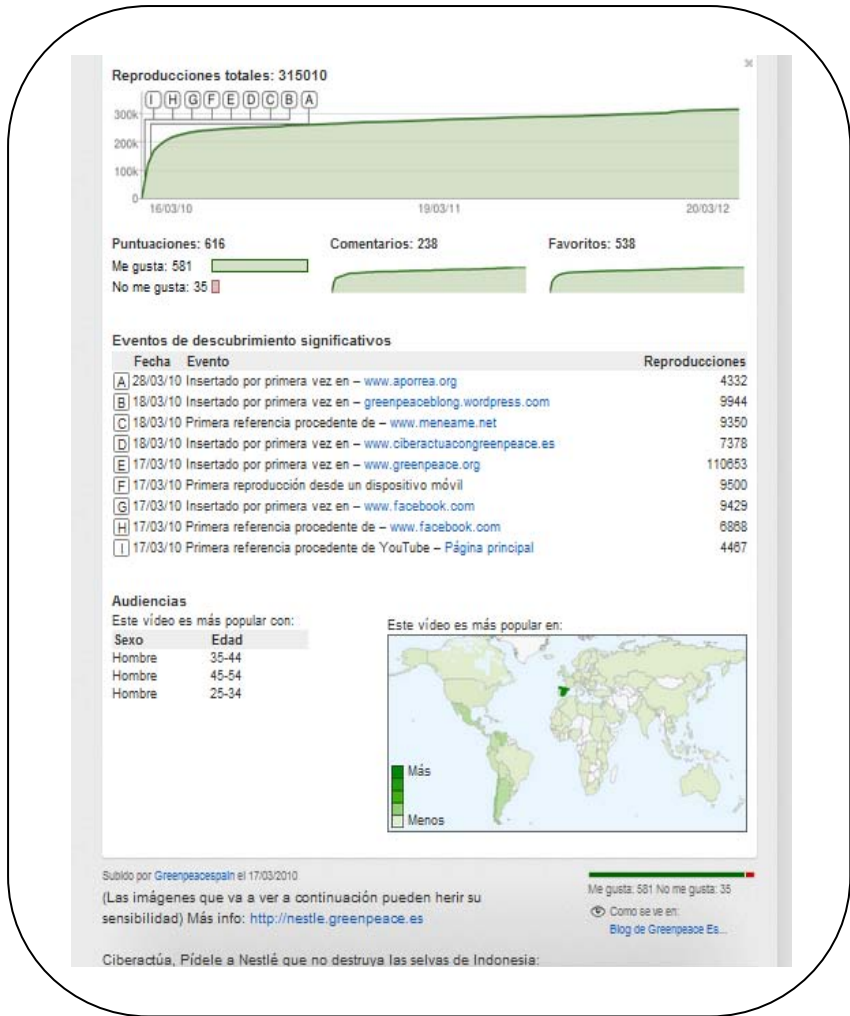 Reproducciones totales: 315010
I H G F E D C B A
300k
200k
100k
0
16/03/10 19/03/11 20/03/12
Puntuaciones: 616 Comentarios: 238 Favoritos: 538
Me gusta: 581
No me gusta: 35
Eventos de descubrimiento significativos
Fecha Evento Reproducciones
A 28/03/10 Insertado por primera vez en – www.aporrea.org 4332
B 18/03/10 Insertado por primera vez en – greenpeaceblong.wordpress.com 9944
C 18/03/10 Primera referencia procedente de – www.meneame.net 9350
D 18/03/10 Insertado por primera vez en – www.ciberactuacongreenpeace.es 7378
E 17/03/10 Insertado por primera vez en – www.greenpeace.org 110653
F 17/03/10 Primera reproducción desde un dispositivo móvil 9500
G 17/03/10 Insertado por primera vez en – www.facebook.com 9429
H 17/03/10 Primera referencia procedente de – www.facebook.com 6868
I 17/03/10 Primera referencia procedente de YouTube – Página principal 4467
Audiencias
Este vídeo es más popular con: Este vídeo es más popular en:
Sexo Edad
Hombre 35-44
Hombre 45-54
Hombre 25-34
Más
Menos
Subido por Greenpeacespain el 17/03/2010
(Las imágenes que va a ver a continuación pueden herir su
sensibilidad) Más info: http://nestle.greenpeace.es
Me gusta: 581 No me gusta: 35
Como se ve en:
Blog de Greenpeace Es...
Ciberactúa, Pídele a Nestlé que no destruya las selvas de Indonesia: